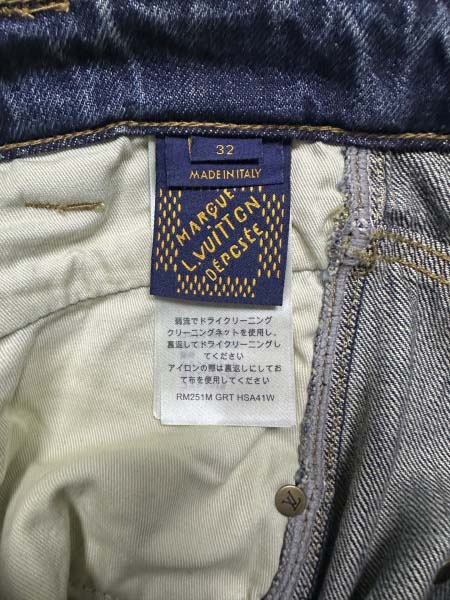 32
MADE IN ITALY
MARQUE
L.VUITTON
DÉPOSÉE
弱流でドライクリーニング
クリーニングネットを使用し、
裏返してドライクリーニングし
てください
アイロンの際は裏返しにしてお
て布を使用してください
RM251M GRT HSA41W
LV